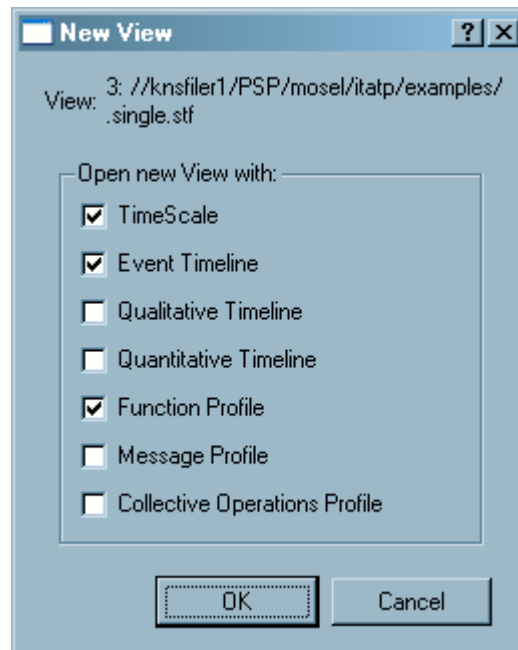 New View
View: 3: //knsfiler1/PSP/mosel/itatp/examples/
.single.stf
Open new View with:
TimeScale
Event Timeline
Qualitative Timeline
Quantitative Timeline
Function Profile
Message Profile
Collective Operations Profile
OK Cancel